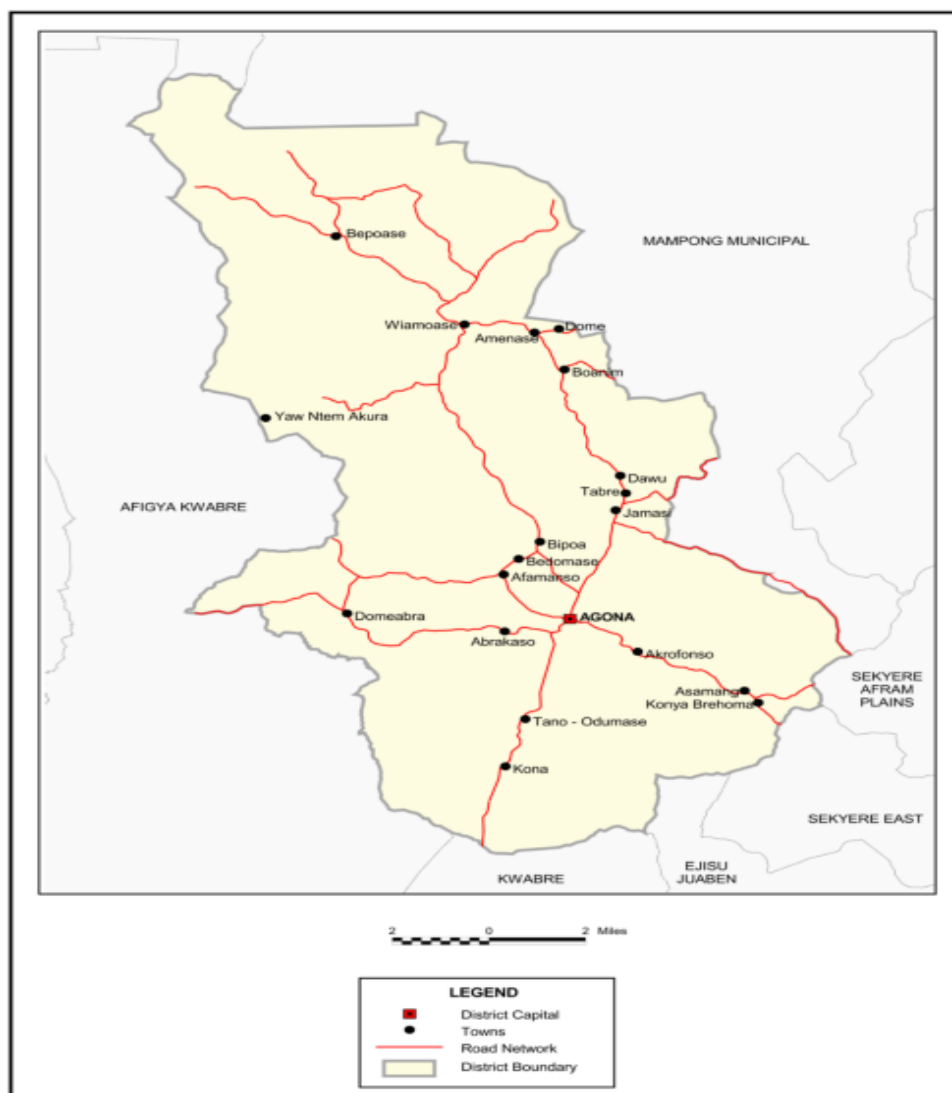 MAMPONG MUNICIPAL
Bepoase
Wiamoase
Dome
Amenase
Boanim
Yaw Ntem Akura
Dawu
Tabre
Jamasi
AFIGYA KWABRE
Bipoa
Bedomase
Afamanso
Domeabra
AGONA
Abrakaso
Akrofonso
SEKYERE
AFRAM
PLAINS
Asamang
Konya Brehoma
Tano - Odumase
Kona
SEKYERE EAST
EJISU
JUABEN
KWABRE
2 0 2 Miles
LEGEND
District Capital
Towns
Road Network
District Boundary